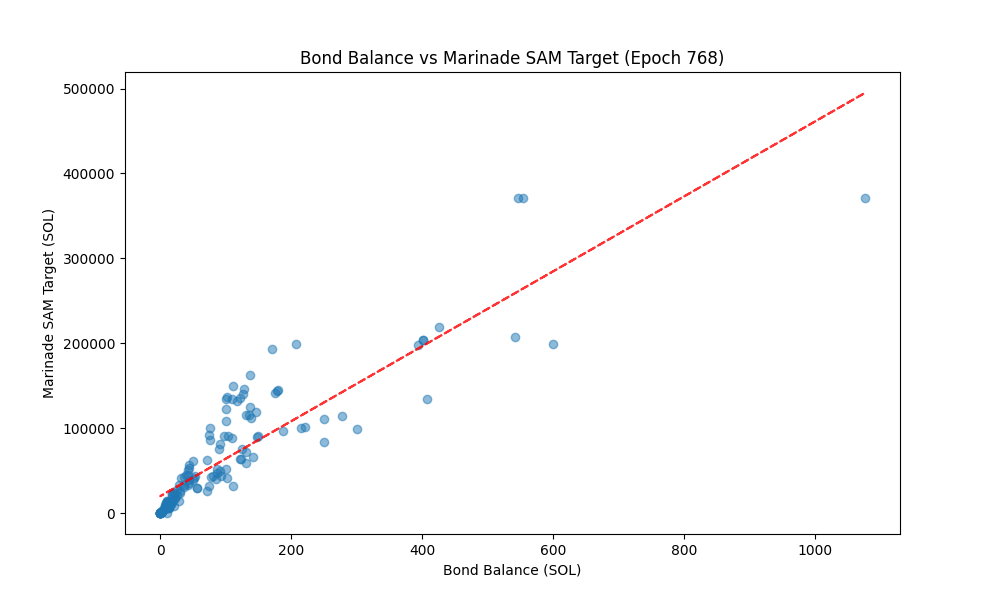 Bond Balance vs Marinade SAM Target (Epoch 768)
500000
400000
300000
200000
100000
0
Marinade SAM Target (SOL)
0 200 400 600 800 1000
Bond Balance (SOL)